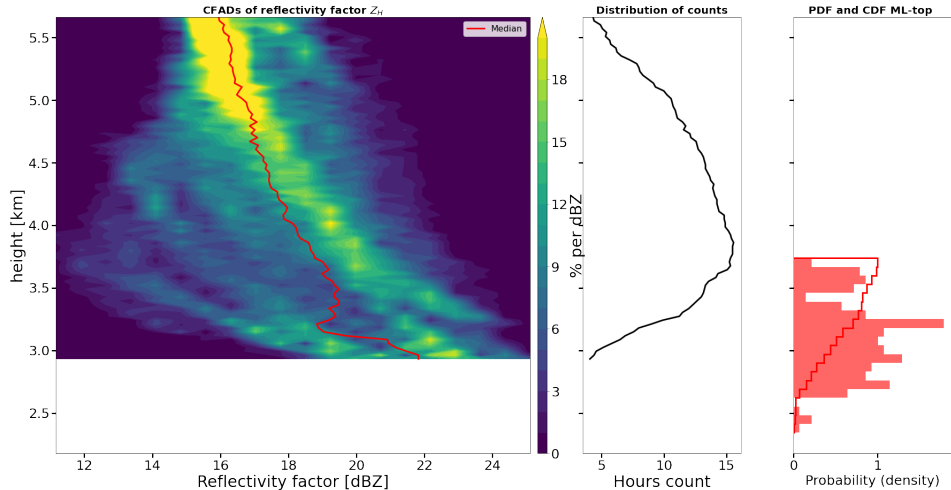 CFADs of reflectivity factor Z_H
Distribution of counts
PDF and CDF ML-top
Median
5.5
5.0
4.5
4.0
3.5
3.0
2.5
height [km]
12
14
16
18
20
22
24
Reflectivity factor [dBZ]
18
15
12
9
6
3
0
% per dBZ
5
10
15
Hours count
0
1
Probability (density)